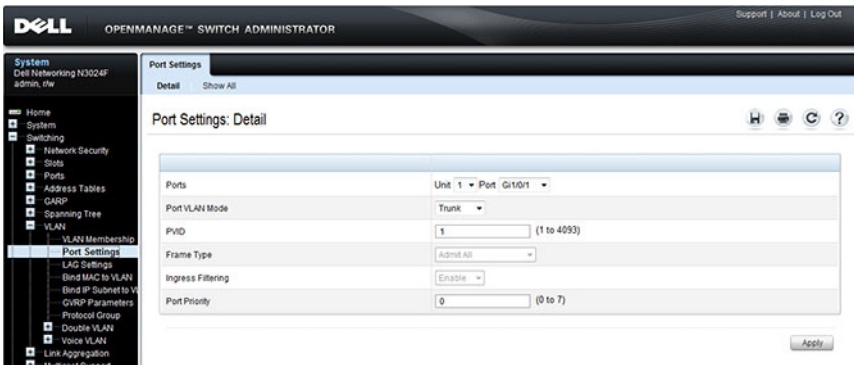 Support | About | Log Out
DELL OPENMANAGE™ SWITCH ADMINISTRATOR
System
Dell Networking N3024F
admin, r/w
Home
System
Switching
Network Security
Slots
Ports
Address Tables
GARP
Spanning Tree
VLAN
VLAN Membership
Port Settings
LAG Settings
Bind MAC to VLAN
Bind IP Subnet to VL
GVRP Parameters
Protocol Group
Double VLAN
Voice VLAN
Link Aggregation
Port Settings
Detail Show All
Port Settings: Detail
Ports Unit 1 Port Gi1/0/1
Port VLAN Mode Trunk
PVID 1 (1 to 4093)
Frame Type Admit All
Ingress Filtering Enable
Port Priority 0 (0 to 7)
Apply